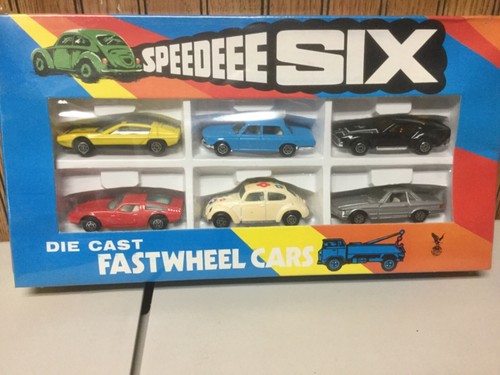 SPEEDEEE SIX
DIE CAST
FASTWHEEL CARS